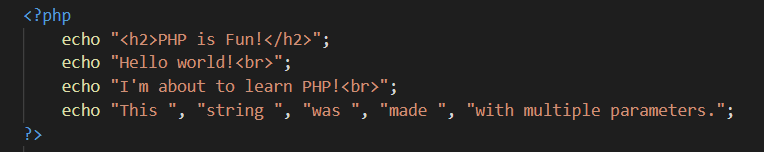 <?php
    echo "<h2>PHP is Fun!</h2>";
    echo "Hello world!<br>";
    echo "I'm about to learn PHP!<br>";
    echo "This ", "string ", "was ", "made ", "with multiple parameters.";
?>